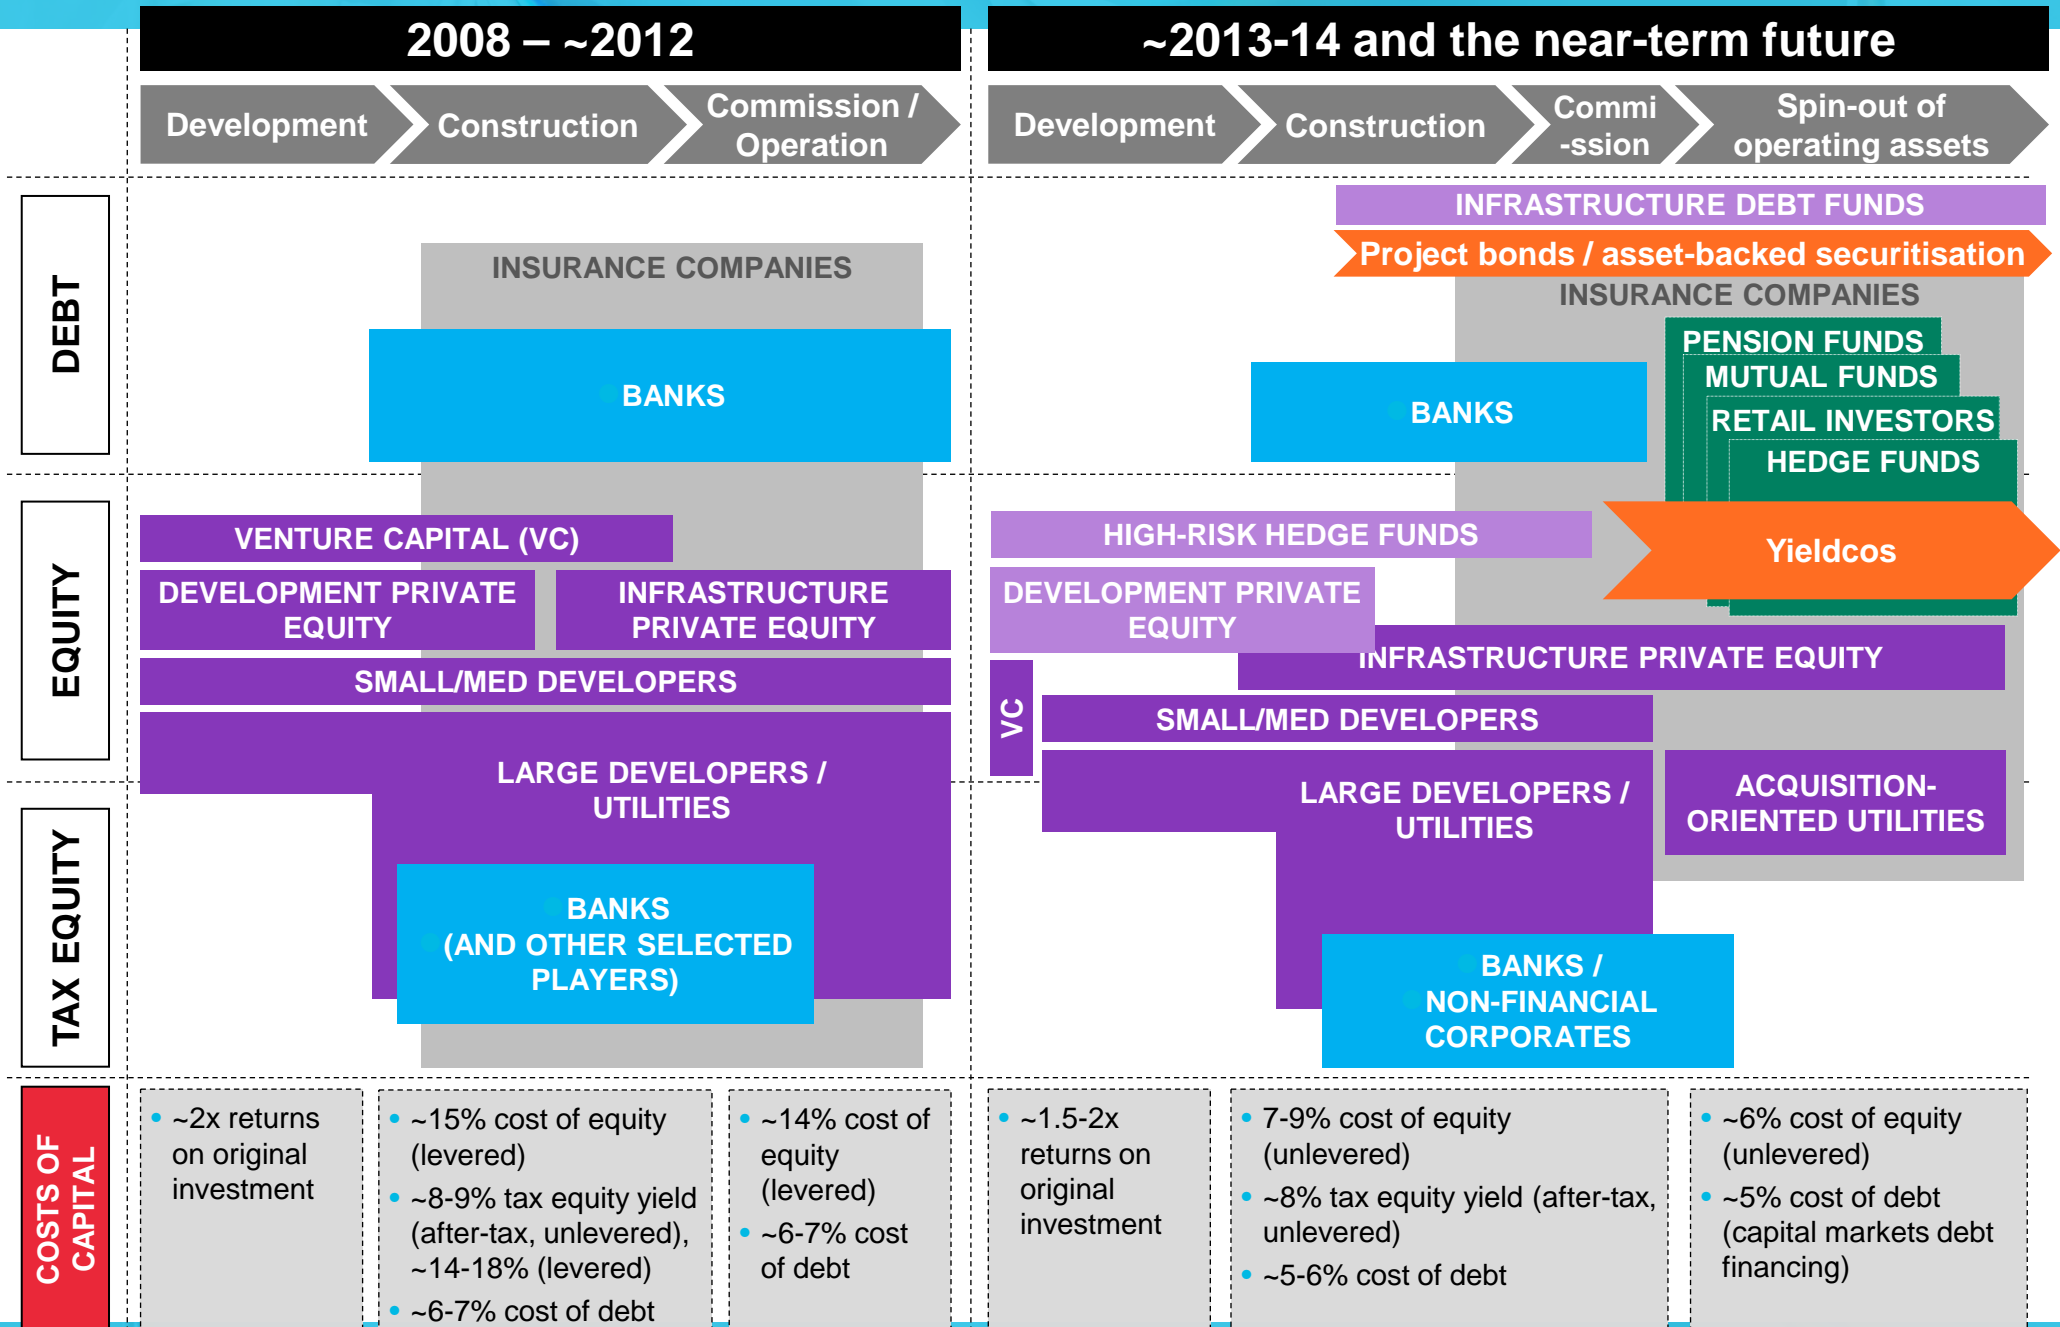 2008 – ~2012
~2013-14 and the near-term future
Development
Construction
Commission /
Operation
Development
Construction
Commi
-ssion
Spin-out of
operating assets
DEBT
INSURANCE COMPANIES
BANKS
INFRASTRUCTURE DEBT FUNDS
Project bonds / asset-backed securitisation
INSURANCE COMPANIES
PENSION FUNDS
MUTUAL FUNDS
RETAIL INVESTORS
HEDGE FUNDS
BANKS
EQUITY
VENTURE CAPITAL (VC)
DEVELOPMENT PRIVATE
EQUITY
INFRASTRUCTURE
PRIVATE EQUITY
SMALL/MED DEVELOPERS
LARGE DEVELOPERS /
UTILITIES
HIGH-RISK HEDGE FUNDS
Yieldcos
DEVELOPMENT PRIVATE
EQUITY
INFRASTRUCTURE PRIVATE EQUITY
VC
SMALL/MED DEVELOPERS
LARGE DEVELOPERS /
UTILITIES
ACQUISITION-
ORIENTED UTILITIES
TAX EQUITY
• BANKS
• (AND OTHER SELECTED
PLAYERS)
• BANKS /
• NON-FINANCIAL
CORPORATES
COSTS OF
CAPITAL
• ~2x returns
on original
investment
• ~15% cost of equity
(levered)
• ~8-9% tax equity yield
(after-tax, unlevered),
~14-18% (levered)
• ~6-7% cost of debt
• ~14% cost of
equity
(levered)
• ~6-7% cost
of debt
• ~1.5-2x
returns on
original
investment
• 7-9% cost of equity
(unlevered)
• ~8% tax equity yield (after-tax,
unlevered)
• ~5-6% cost of debt
• ~6% cost of equity
(unlevered)
• ~5% cost of debt
(capital markets debt
financing)